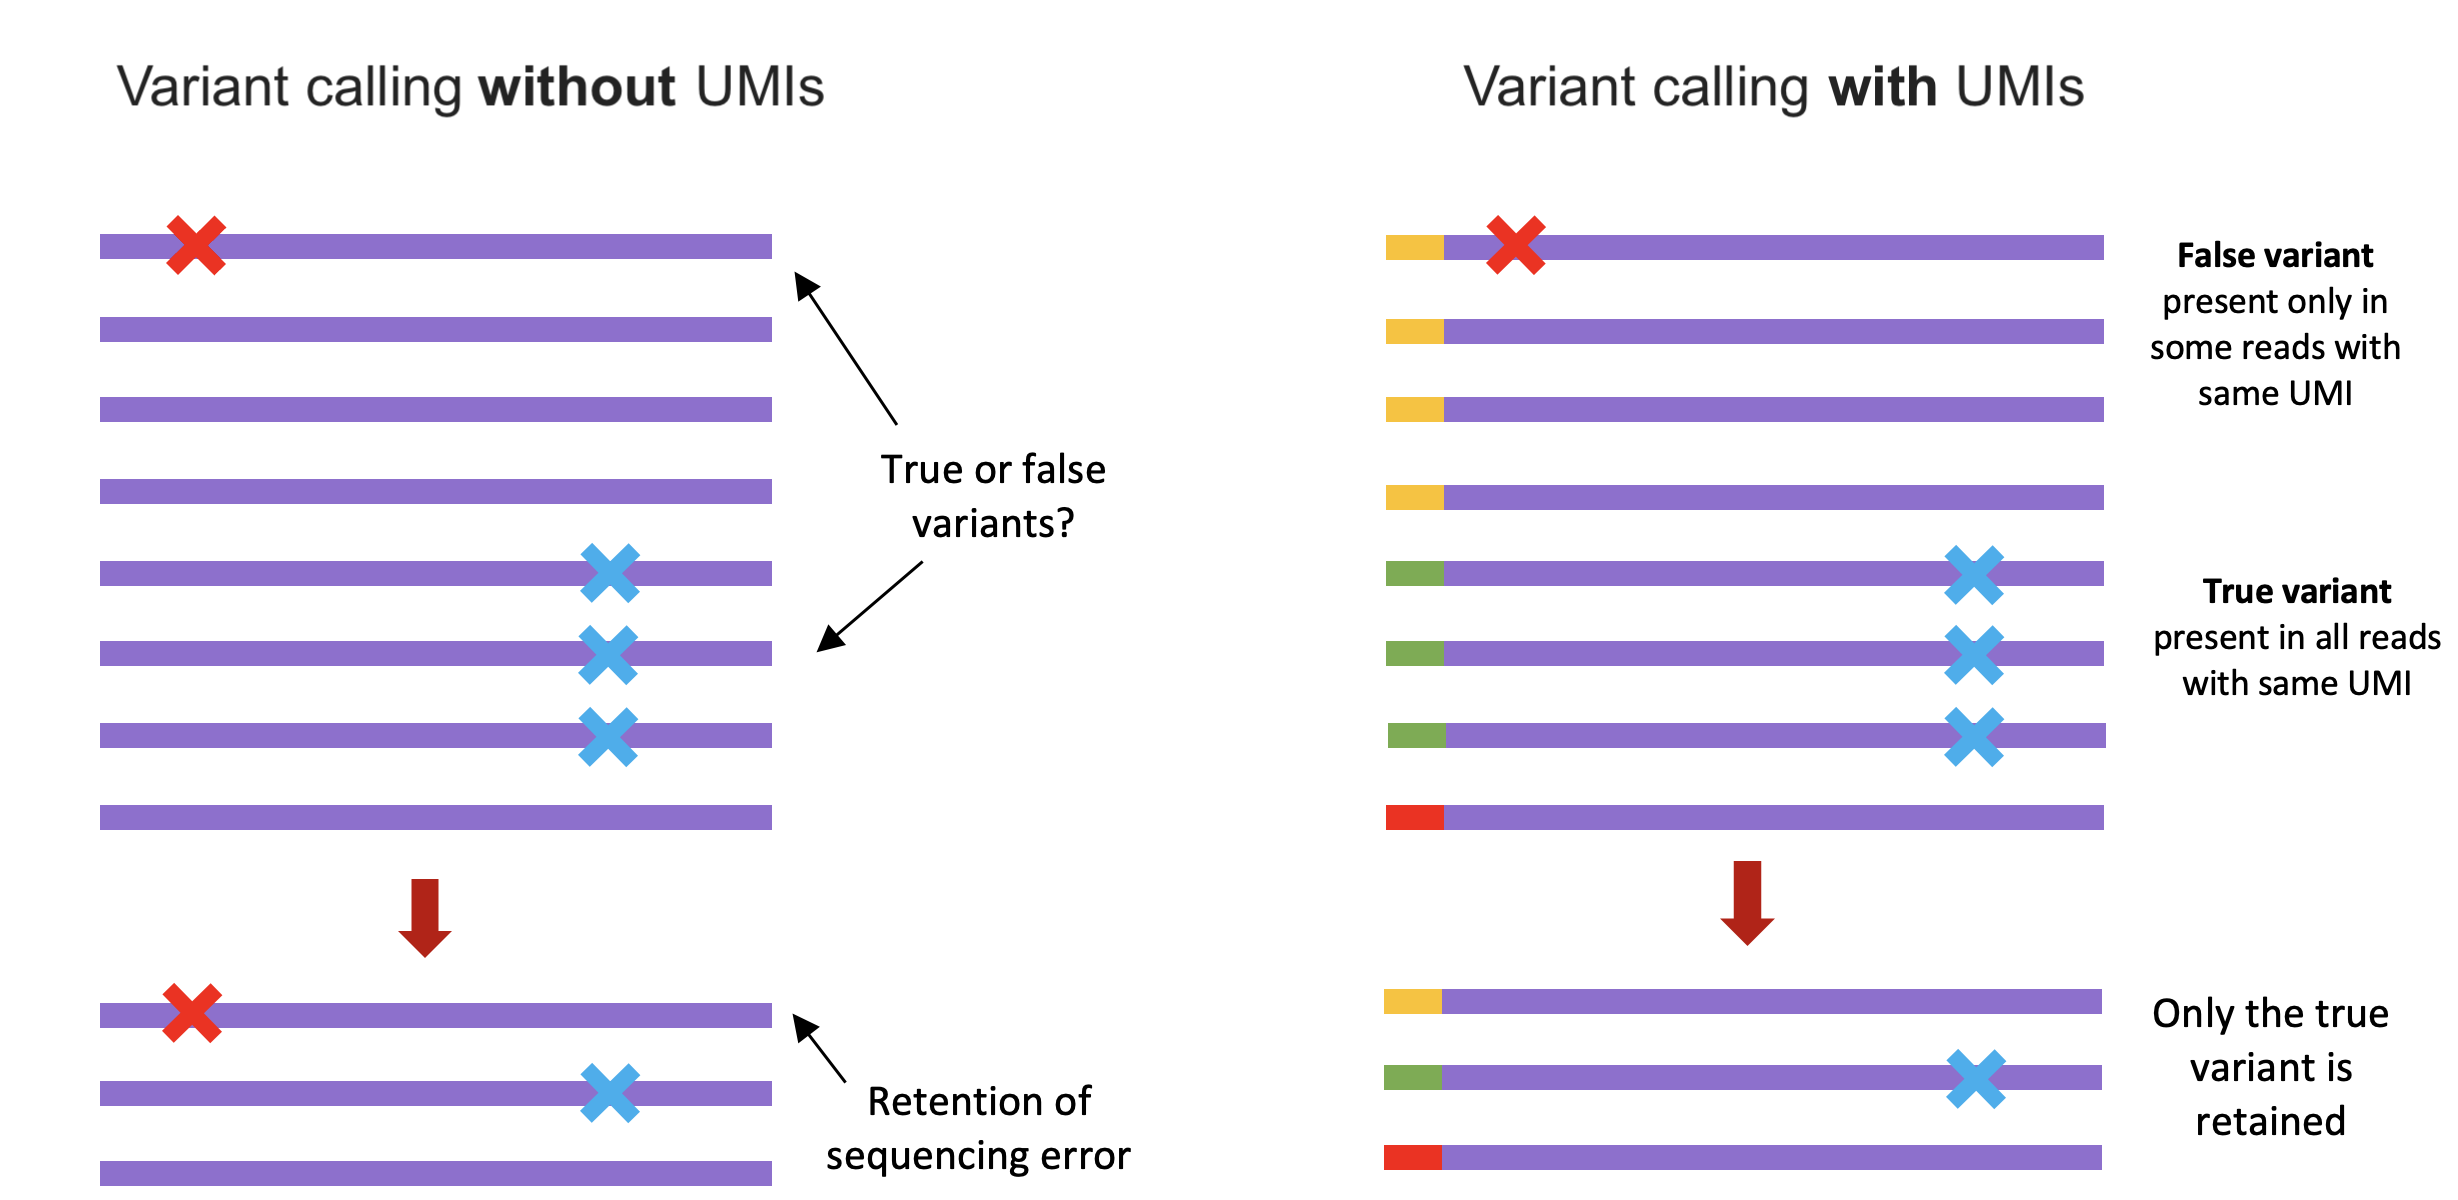 Variant calling without UMIs
True or false
variants?
Retention of
sequencing error
Variant calling with UMIs
False variant
present only in
some reads with
same UMI
True variant
present in all reads
with same UMI
Only the true
variant is
retained